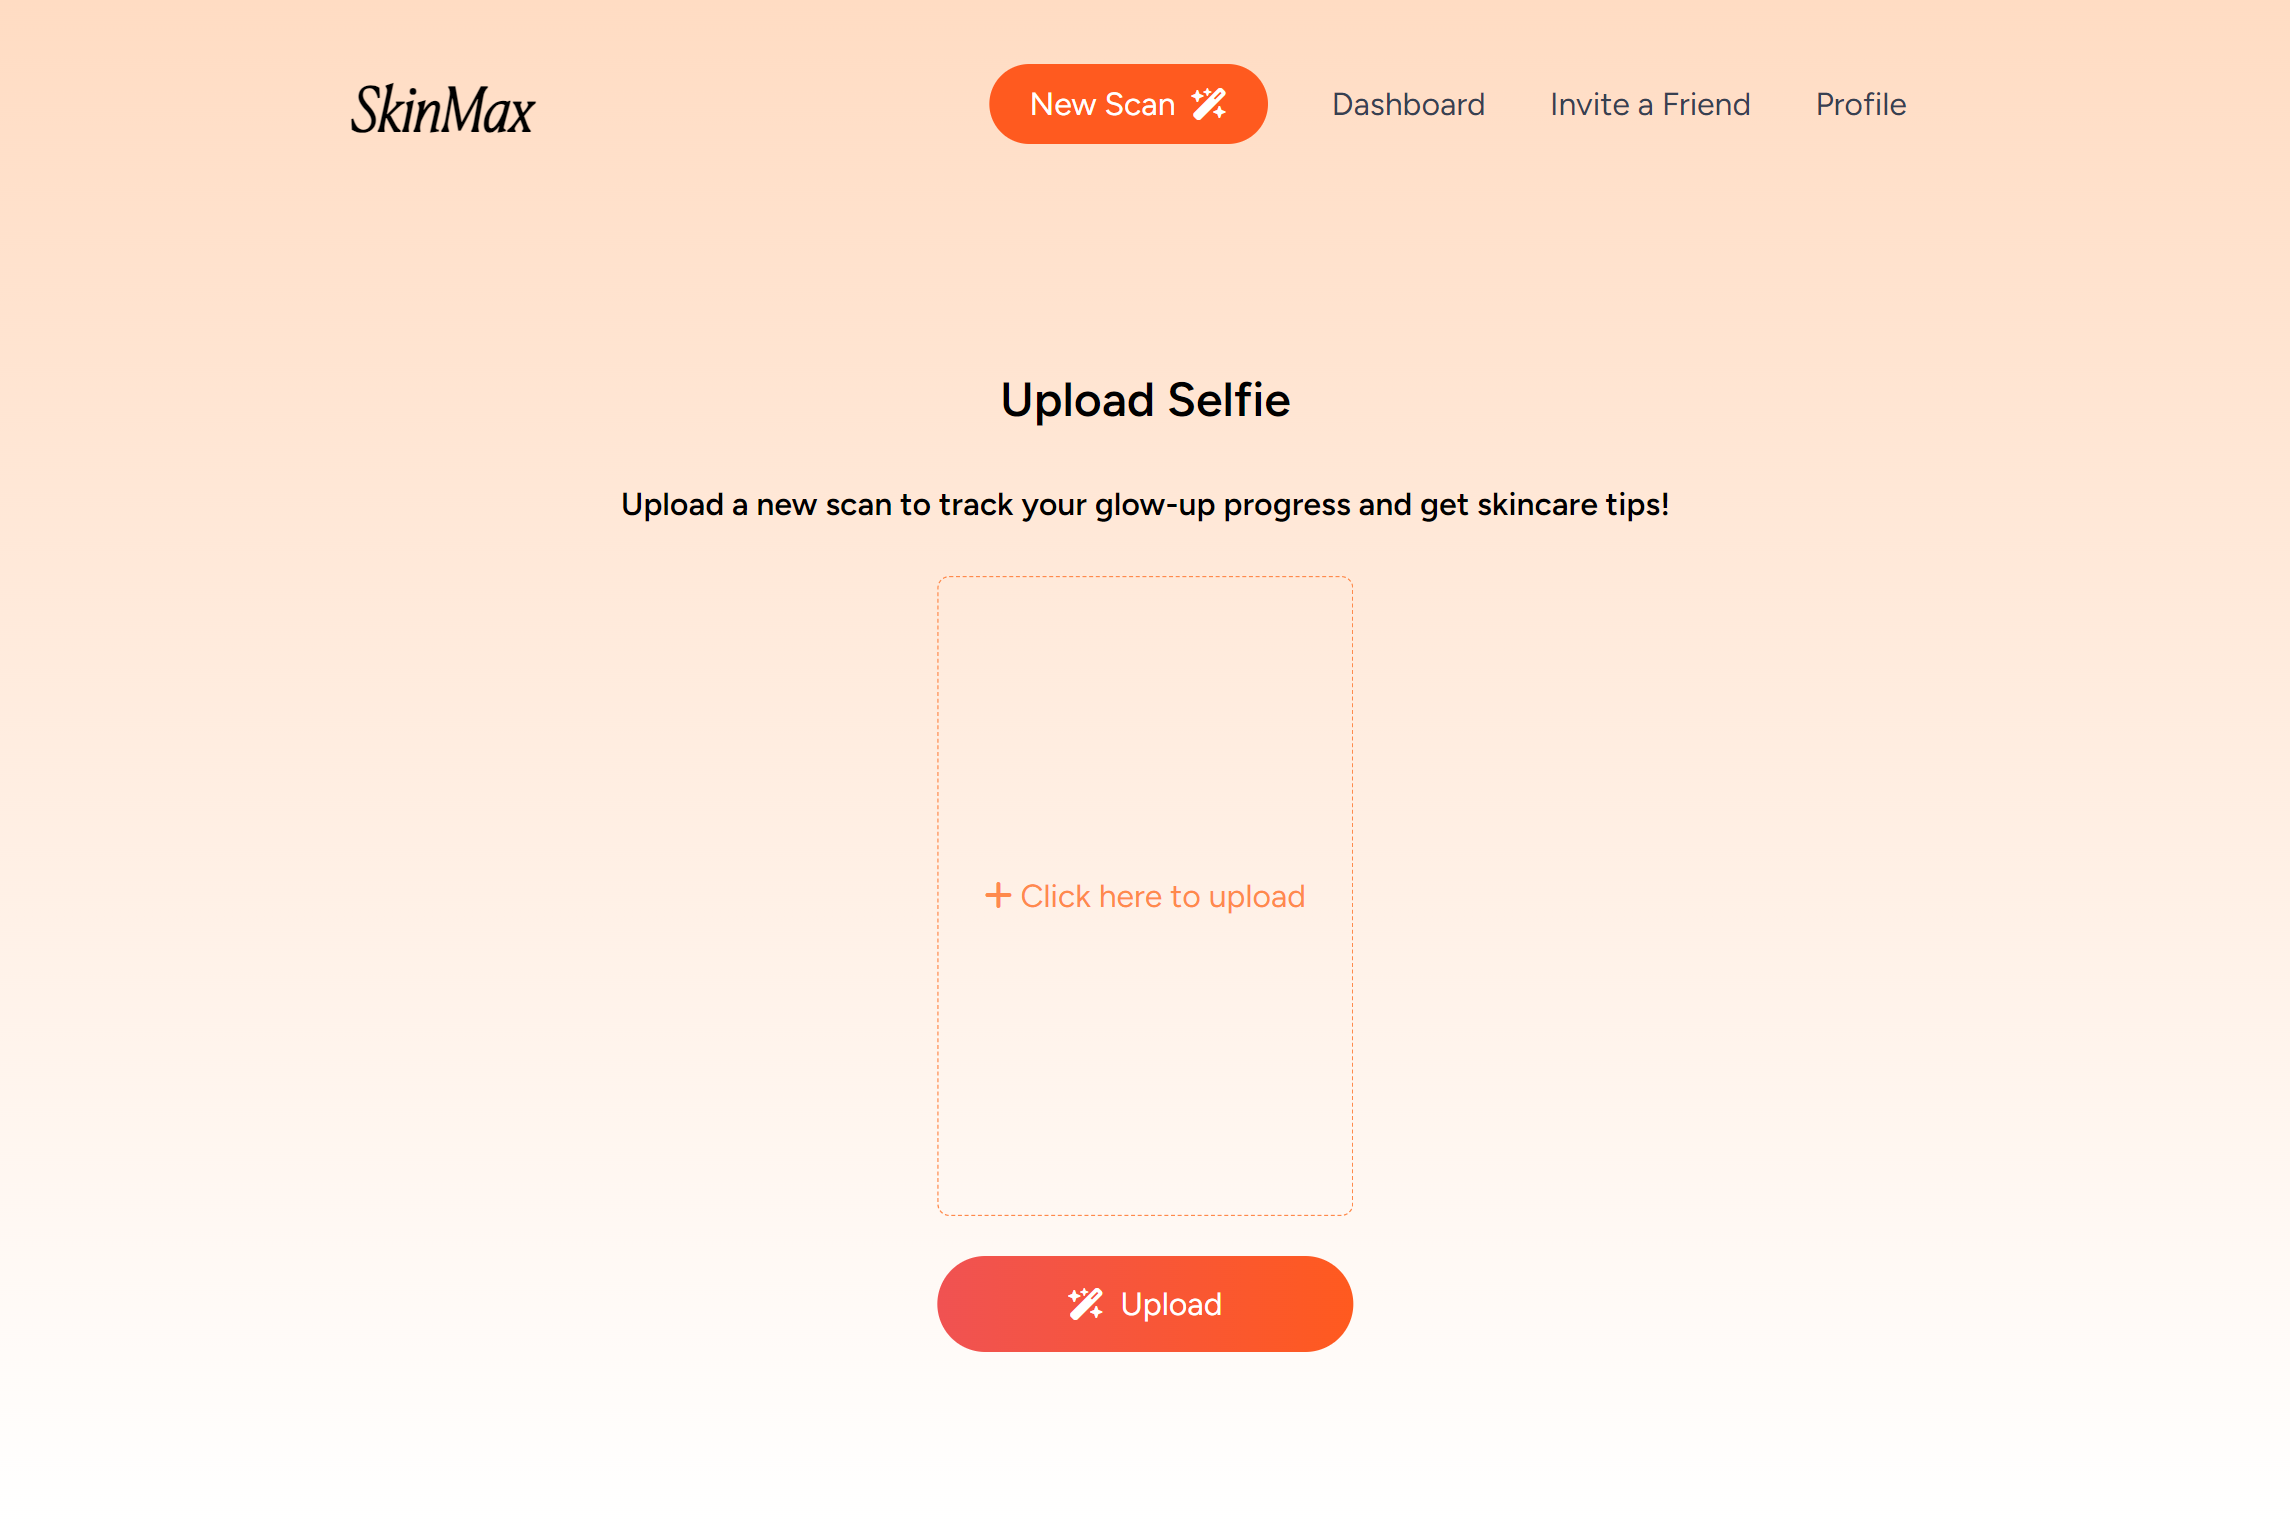 SkinMax
New Scan
Dashboard
Invite a Friend
Profile
Upload Selfie
Upload a new scan to track your glow-up progress and get skincare tips!
+ Click here to upload
Upload